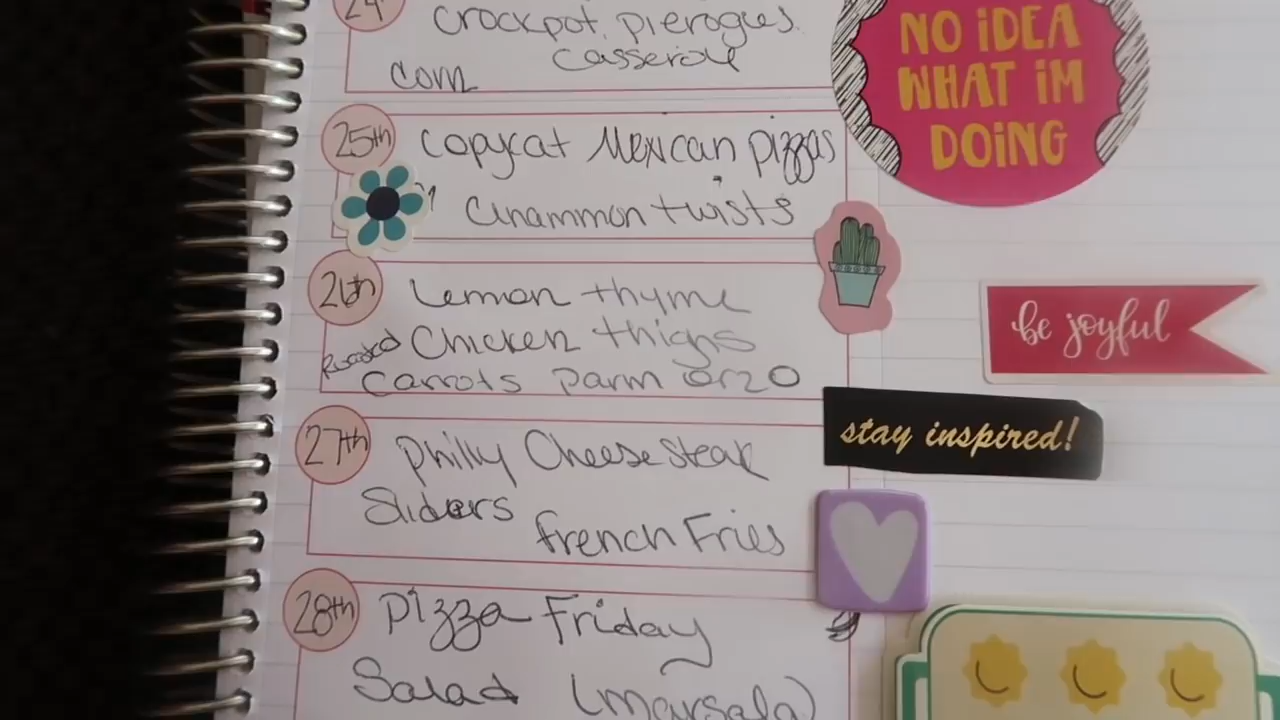 24
Crockpot pierogies
casserole
corn
NO iDEA
WHAT iM
DOiNG
25th
Copycat Mexican pizzas
Cinammon twists
26th
Lemon thyme
Chicken thighs
Roasted
Carrots parm orzo
be joyful
stay inspired!
27th
Philly Cheese steak
Sliders
French Fries
28th
Pizza Friday
Salad (marsala)